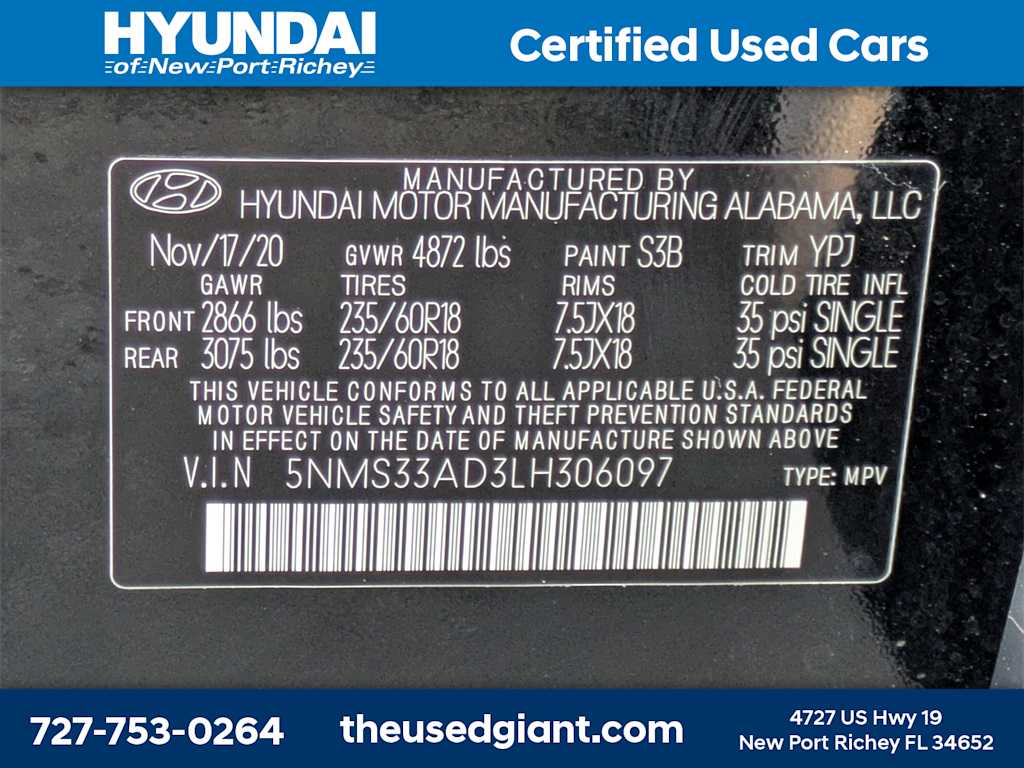 HYUNDAI
of New Port Richey
Certified Used Cars
MANUFACTURED BY
HYUNDAI MOTOR MANUFACTURING ALABAMA, LLC
Nov/17/20 GVWR 4872 lbs PAINT S3B TRIM YPJ
GAWR TIRES RIMS COLD TIRE INFL
FRONT 2866 lbs 235/60R18 7.5JX18 35 psi SINGLE
REAR 3075 lbs 235/60R18 7.5JX18 35 psi SINGLE
THIS VEHICLE CONFORMS TO ALL APPLICABLE U.S.A. FEDERAL
MOTOR VEHICLE SAFETY AND THEFT PREVENTION STANDARDS
IN EFFECT ON THE DATE OF MANUFACTURE SHOWN ABOVE
V.I.N 5NMS33AD3LH306097 TYPE: MPV
727-753-0264
theusedgiant.com
4727 US Hwy 19
New Port Richey FL 34652